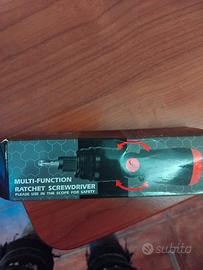 MULTI-FUNCTION
RATCHET SCREWDRIVER
PLEASE USE IN THE SCOPE FOR SAFETY
subito